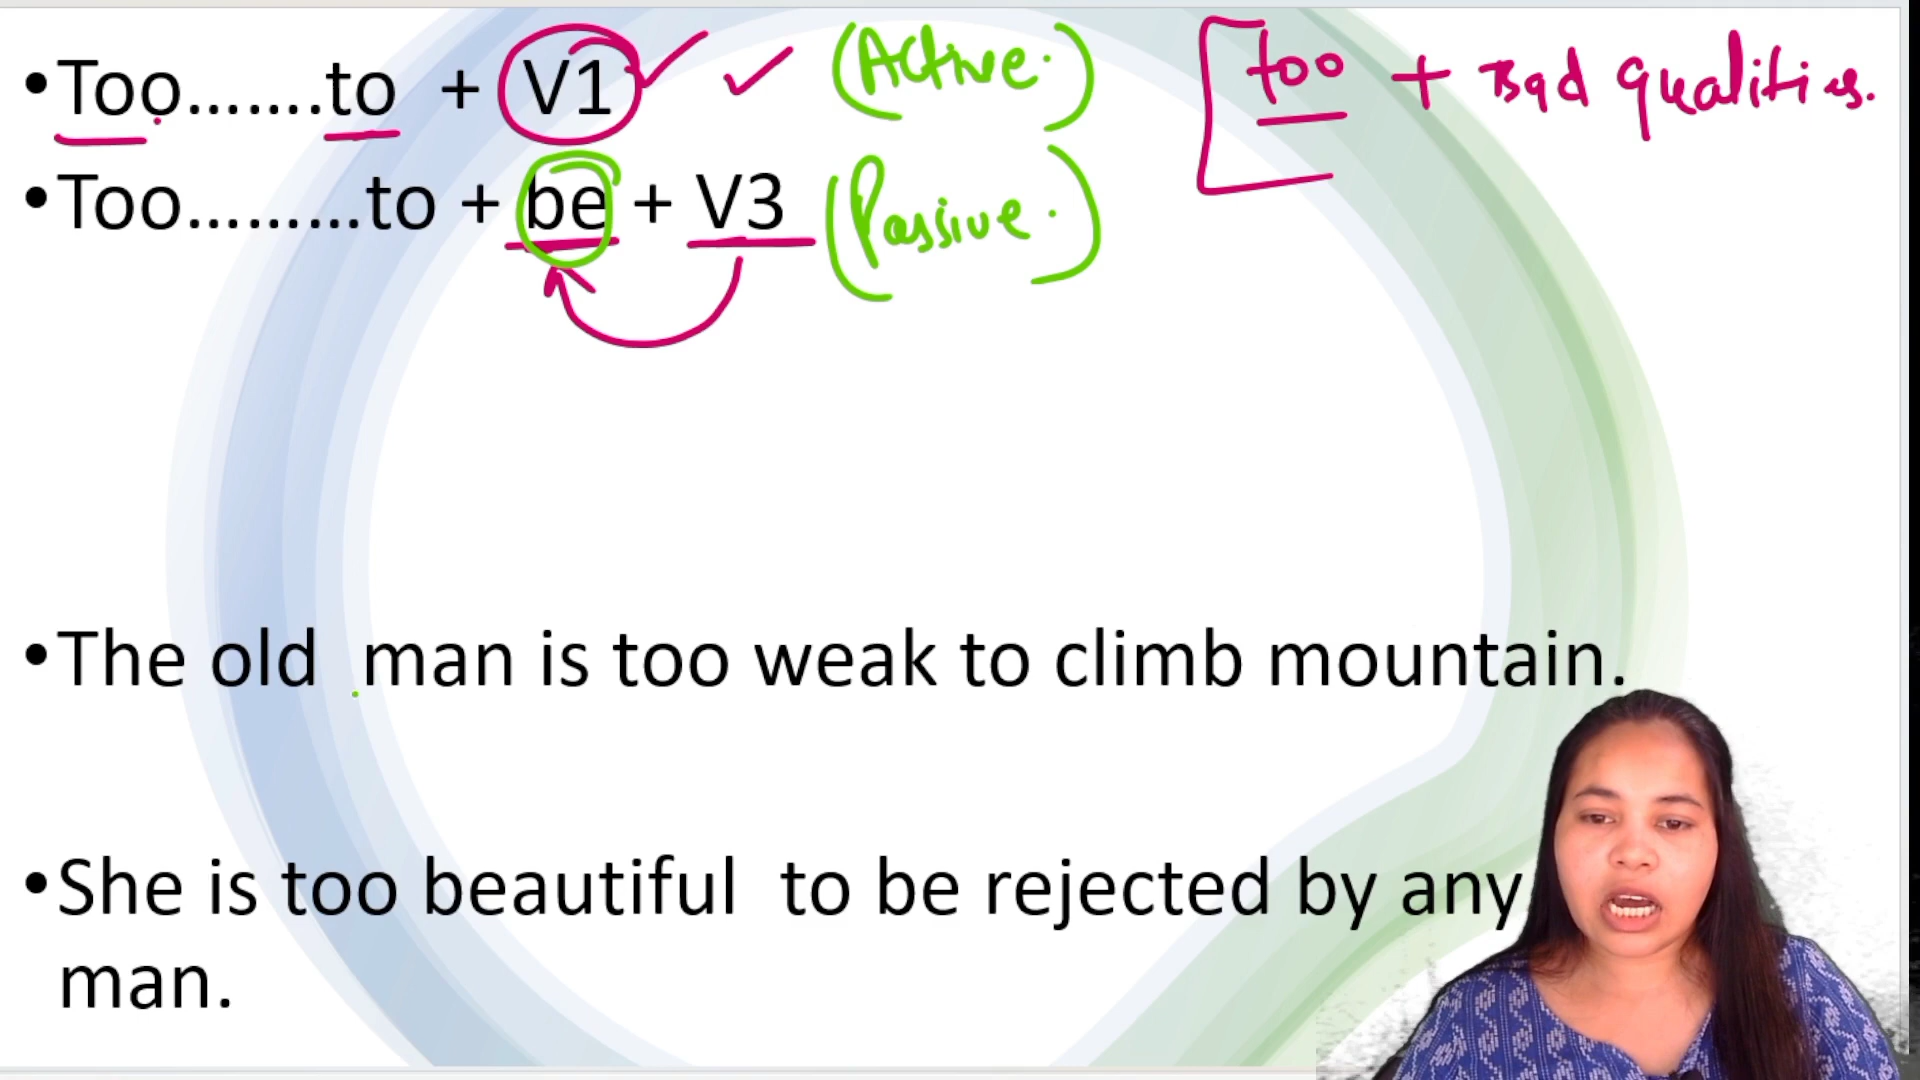 •Too.......to + V1 (Active.)
too + Bad qualities.
•Too.........to + be + V3 (Passive.)
•The old man is too weak to climb mountain.
•She is too beautiful to be rejected by any
man.